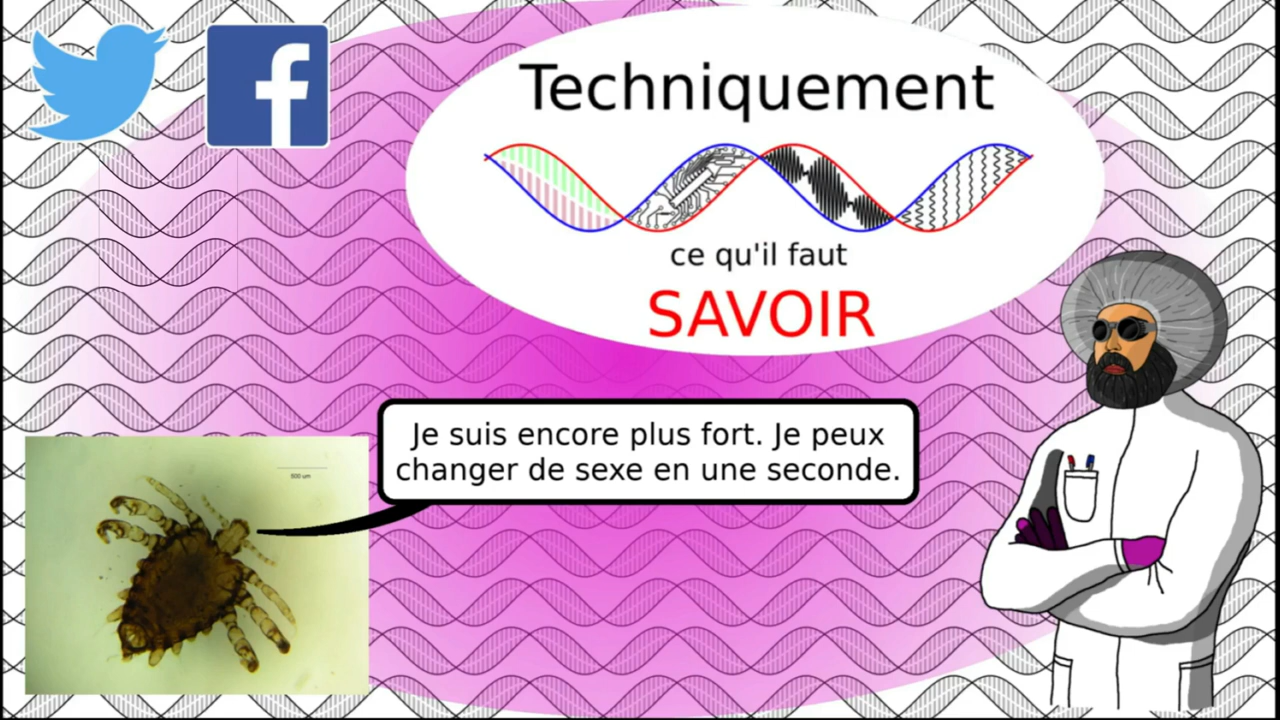 Techniquement
ce qu'il faut
SAVOIR
Je suis encore plus fort. Je peux
changer de sexe en une seconde.
500 um